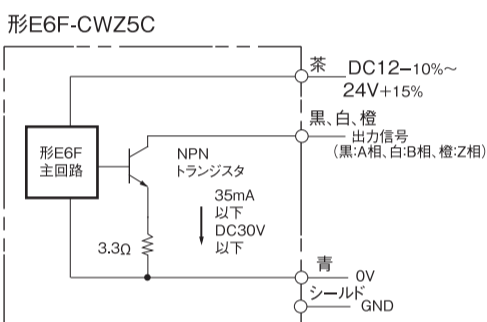 形E6F-CWZ5C
茶
DC12-10%~
24V+15%
黒、白、橙
出力信号
(黒:A相、白:B相、橙:Z相)
形E6F
主回路
NPN
トランジスタ
35mA
以下
DC30V
以下
3.3Ω
青
0V
シールド
GND